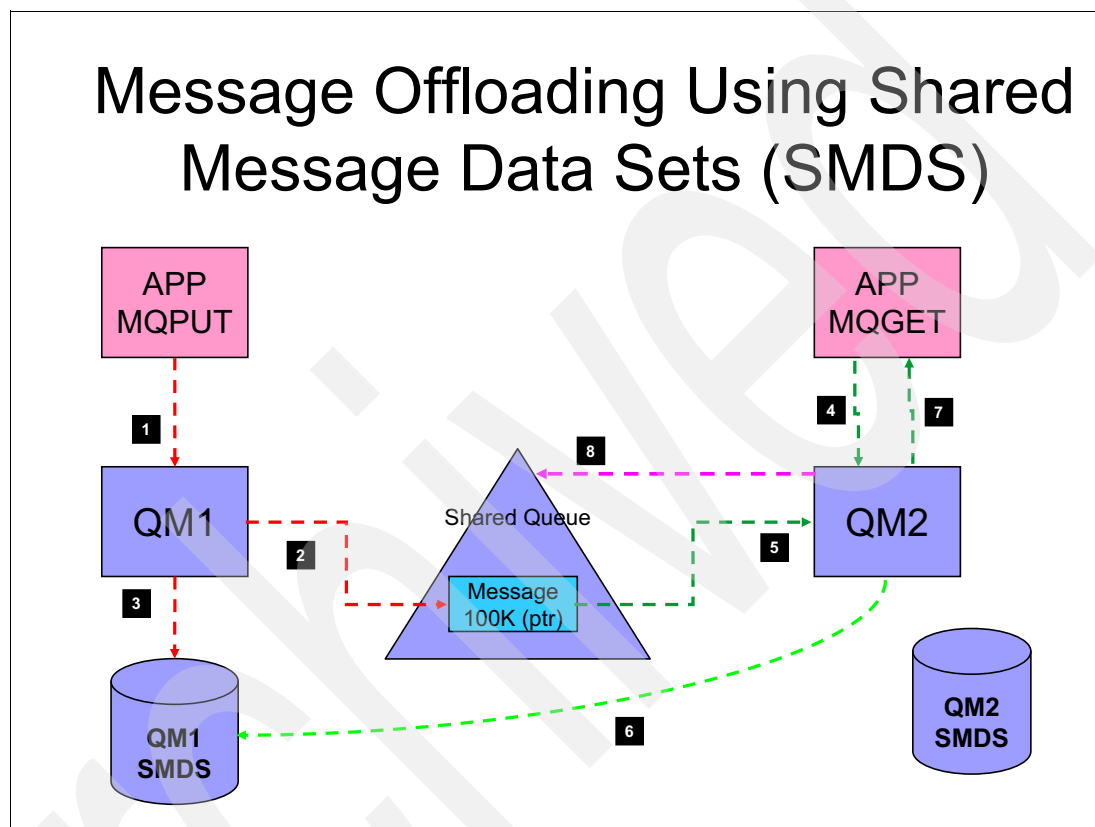 Message Offloading Using Shared
Message Data Sets (SMDS)
APP
MQPUT
APP
MQGET
1
4
7
8
QM1
Shared Queue
QM2
2
5
3
Message
100K (ptr)
6
QM1
SMDS
QM2
SMDS